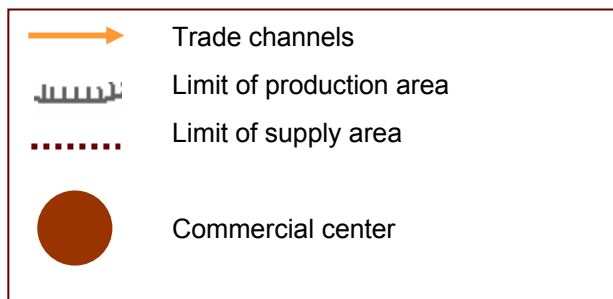 Trade channels
Limit of production area
Limit of supply area
Commercial center